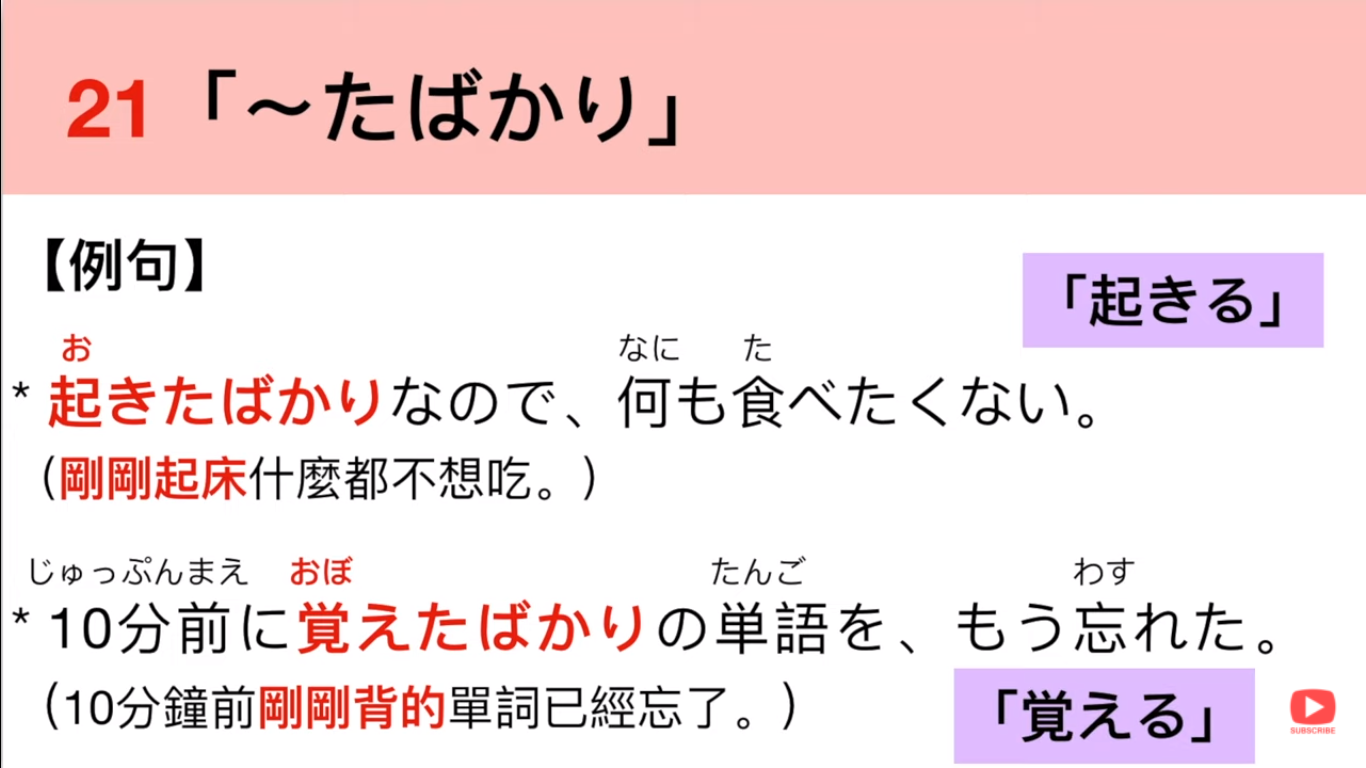 21「～たばかり」
【例句】
「起きる」
お なに た
* 起きたばかりなので、何も食べたくない。
（剛剛起床什麼都不想吃。）
じゅっぷんまえ おぼ たんご わす
* 10分前に覚えたばかりの単語を、もう忘れた。
（10分鐘前剛剛背的單詞已經忘了。）
「覚える」
SUBSCRIBE